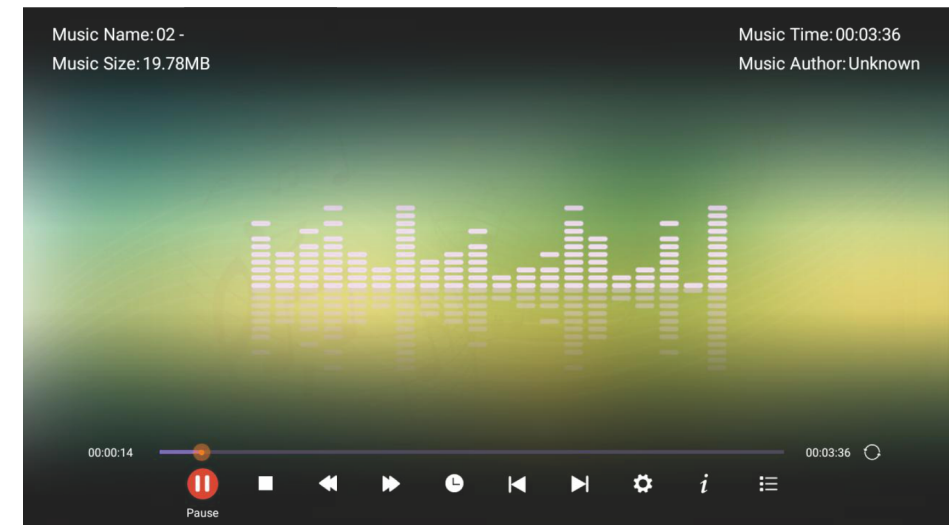 Music Name: 02 -
Music Size: 19.78MB
Music Time: 00:03:36
Music Author: Unknown
00:00:14
00:03:36
Pause